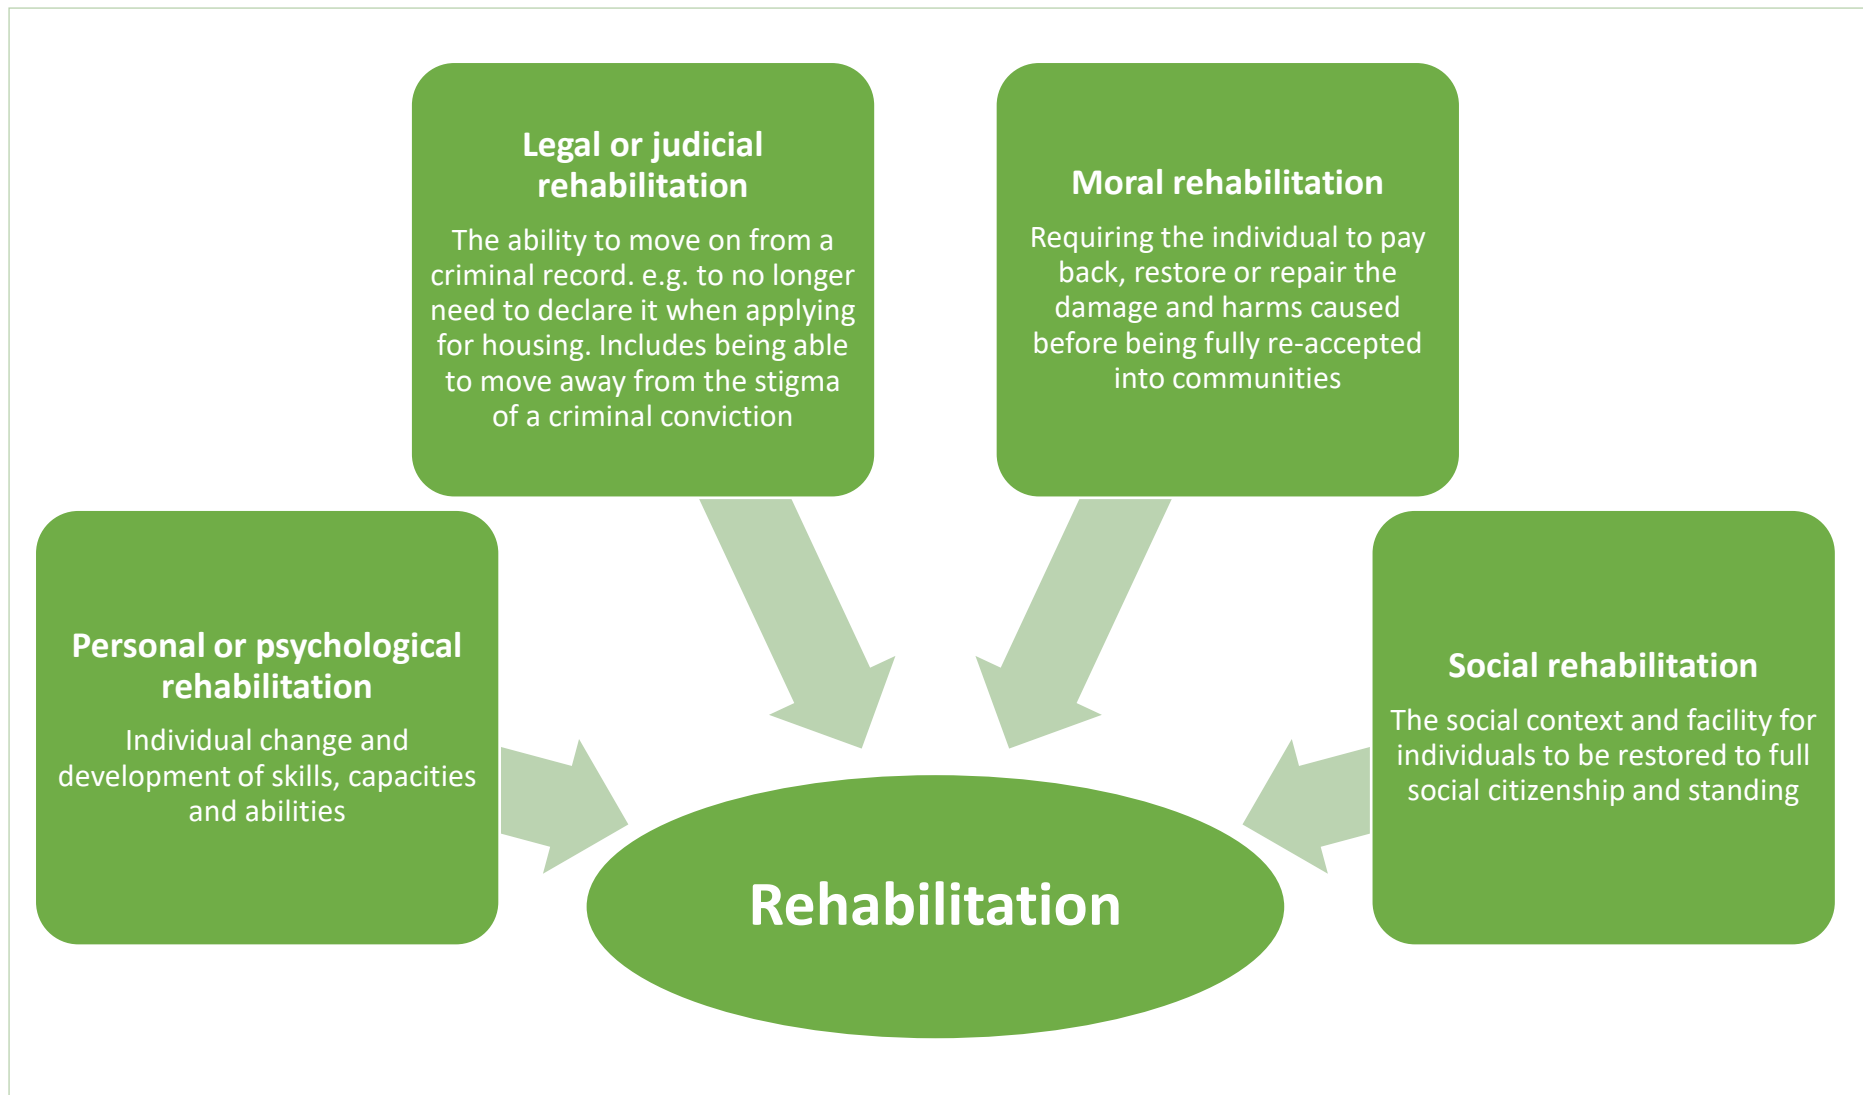 Legal or judicial
rehabilitation
The ability to move on from a
criminal record. e.g. to no longer
need to declare it when applying
for housing. Includes being able
to move away from the stigma
of a criminal conviction
Moral rehabilitation
Requiring the individual to pay
back, restore or repair the
damage and harms caused
before being fully re-accepted
into communities
Personal or psychological
rehabilitation
Individual change and
development of skills, capacities
and abilities
Social rehabilitation
The social context and facility for
individuals to be restored to full
social citizenship and standing
Rehabilitation